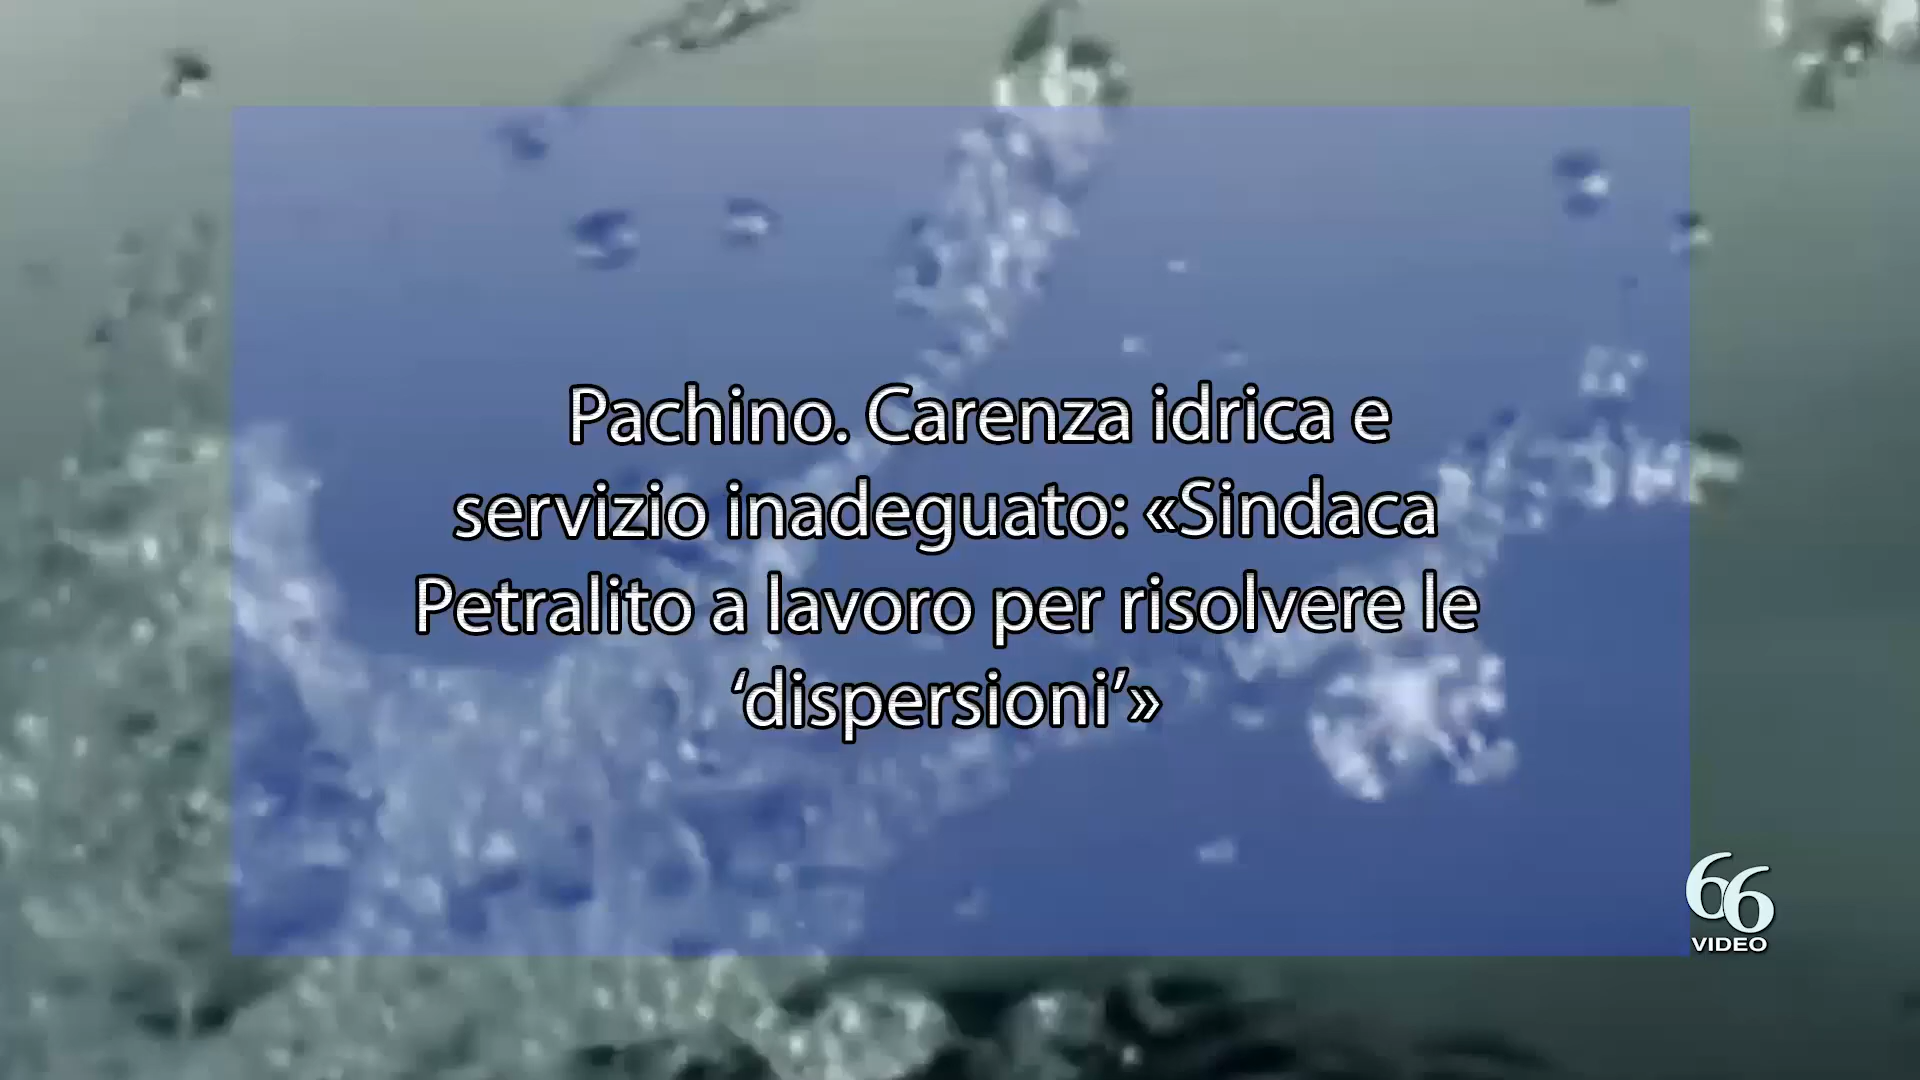 Pachino. Carenza idrica e
servizio inadeguato: «Sindaca
Petralito a lavoro per risolvere le
‘dispersioni’»
66
VIDEO